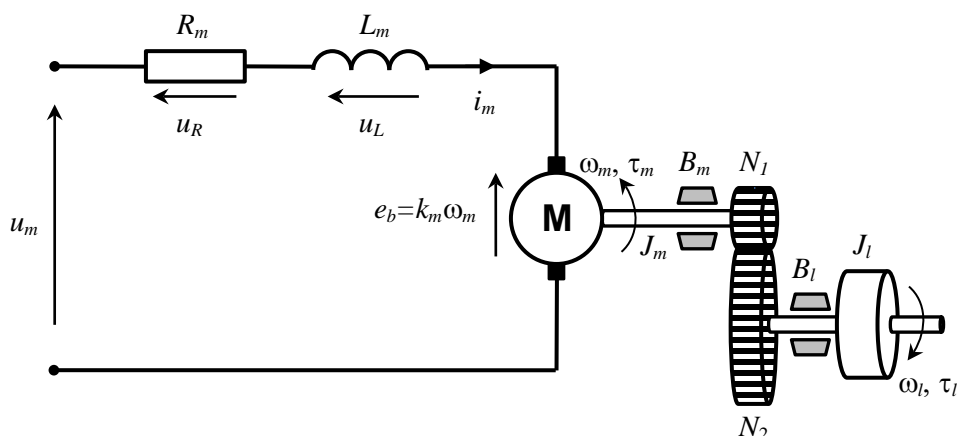 R_m
L_m
u_R
u_L
i_m
u_m
e_b=k_mω_m
M
ω_m, τ_m
B_m
N_1
J_m
B_l
J_l
ω_l, τ_l
N_2